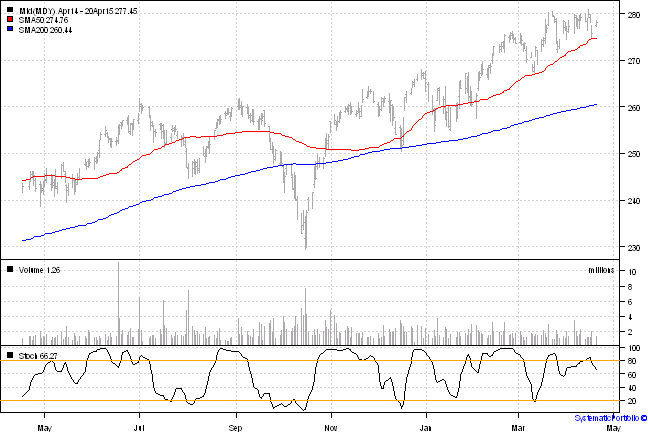 Mid(MDY) Apr14 - 20Apr15 277.45
SMA50 274.76
SMA200 260.44
280
270
260
250
240
230
Volume 1.26
millions
10
8
6
4
2
Stoch 66.27
100
80
60
40
20
May
Jul
Sep
Nov
Jan
Mar
May
SystematicPortfolio ©